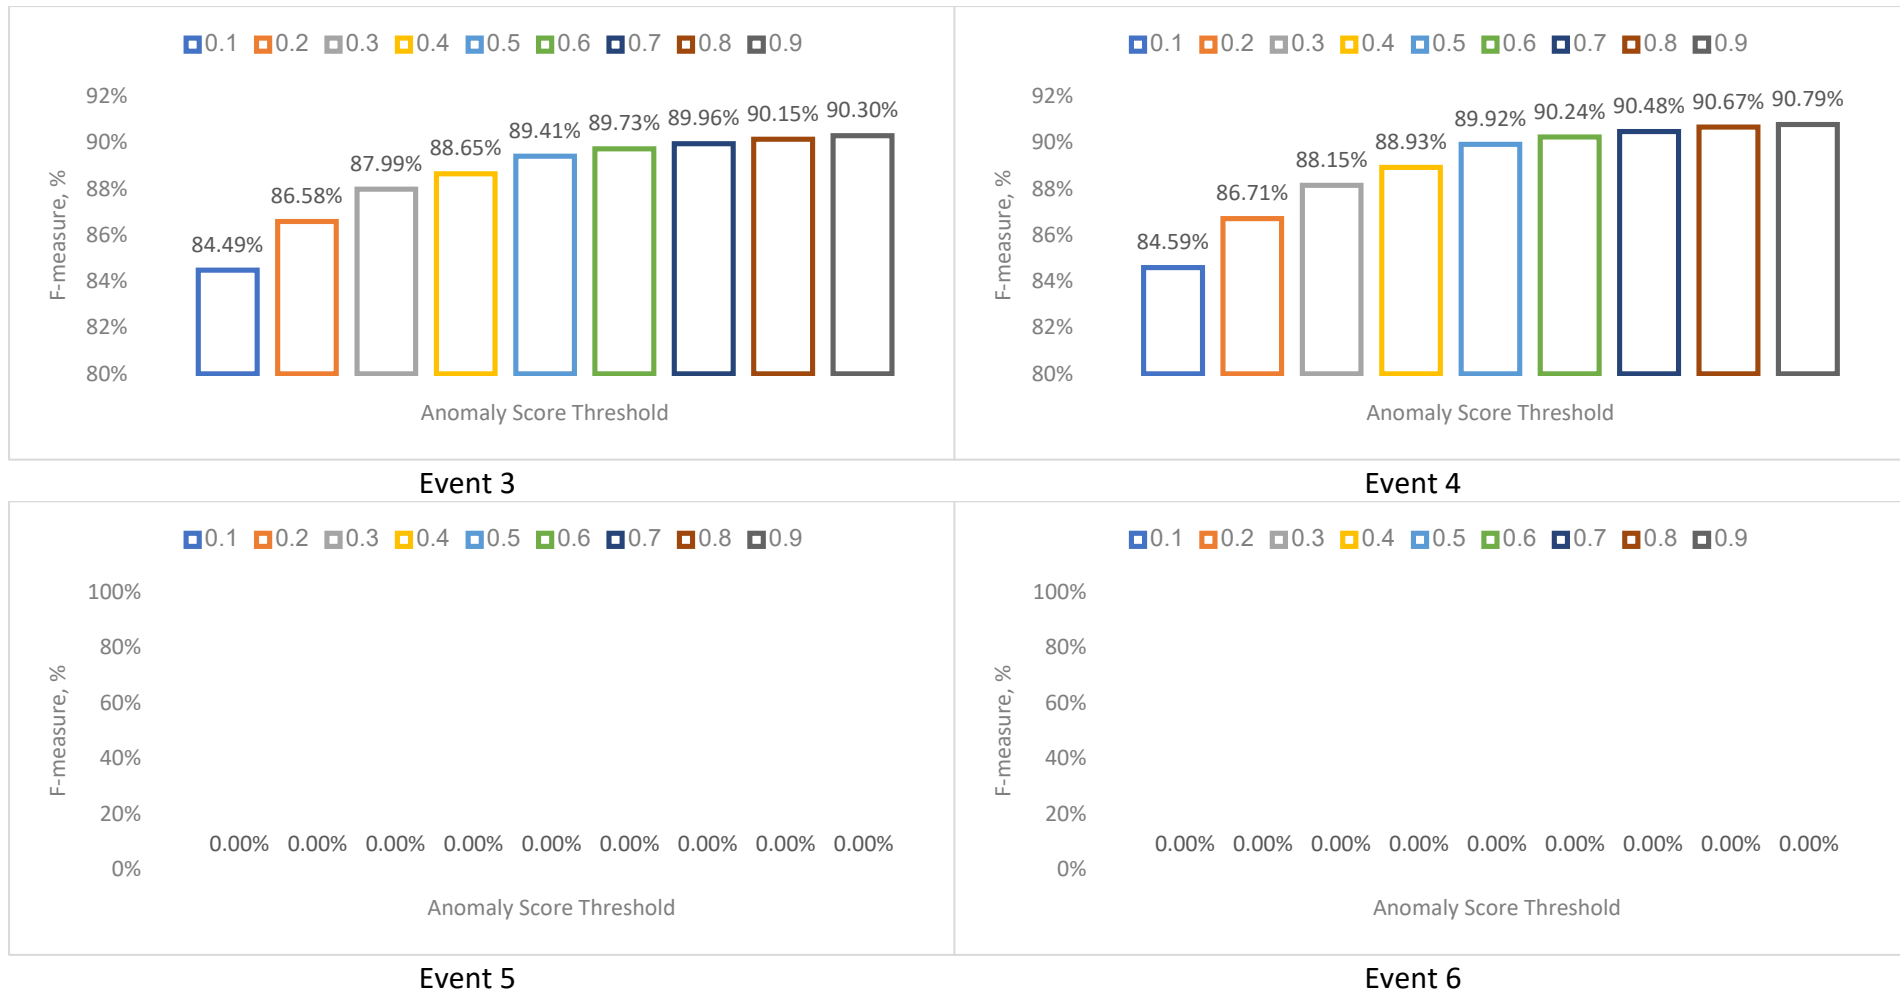 0.1 0.2 0.3 0.4 0.5 0.6 0.7 0.8 0.9
92%
90%
88%
86%
84%
82%
80%
F-measure, %
84.49% 86.58% 87.99% 88.65% 89.41% 89.73% 89.96% 90.15% 90.30%
Anomaly Score Threshold
Event 3
0.1 0.2 0.3 0.4 0.5 0.6 0.7 0.8 0.9
92%
90%
88%
86%
84%
82%
80%
F-measure, %
84.59% 86.71% 88.15% 88.93% 89.92% 90.24% 90.48% 90.67% 90.79%
Anomaly Score Threshold
Event 4
0.1 0.2 0.3 0.4 0.5 0.6 0.7 0.8 0.9
100%
80%
60%
40%
20%
0%
F-measure, %
0.00% 0.00% 0.00% 0.00% 0.00% 0.00% 0.00% 0.00% 0.00%
Anomaly Score Threshold
Event 5
0.1 0.2 0.3 0.4 0.5 0.6 0.7 0.8 0.9
100%
80%
60%
40%
20%
0%
F-measure, %
0.00% 0.00% 0.00% 0.00% 0.00% 0.00% 0.00% 0.00% 0.00%
Anomaly Score Threshold
Event 6